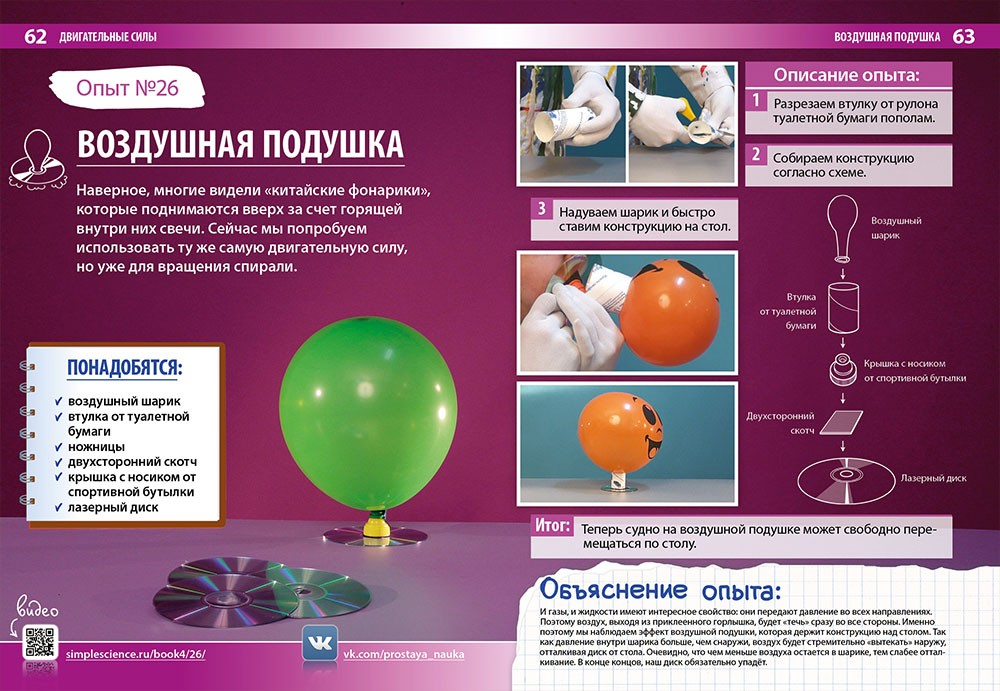 62 ДВИГАТЕЛЬНЫЕ СИЛЫ
Опыт №26
ВОЗДУШНАЯ ПОДУШКА
Наверное, многие видели «китайские фонарики»,
которые поднимаются вверх за счет горящей
внутри них свечи. Сейчас мы попробуем
использовать ту же самую двигательную силу,
но уже для вращения спирали.
ПОНАДОБЯТСЯ:
воздушный шарик
втулка от туалетной
бумаги
ножницы
двухсторонний скотч
крышка с носиком от
спортивной бутылки
лазерный диск
видео
simplescience.ru/book4/26/
vk.com/prostaya_nauka
ВОЗДУШНАЯ ПОДУШКА 63
Описание опыта:
1 Разрезаем втулку от рулона
туалетной бумаги пополам.
2 Собираем конструкцию
согласно схеме.
3 Надуваем шарик и быстро
ставим конструкцию на стол.
Воздушный
шарик
Втулка
от туалетной
бумаги
Крышка с носиком
от спортивной бутылки
Двухсторонний
скотч
Лазерный диск
Итог: Теперь судно на воздушной подушке может свободно пере-
мещаться по столу.
Объяснение опыта:
И газы, и жидкости имеют интересное свойство: они передают давление во всех направлениях.
Поэтому воздух, выходя из приклеенного горлышка, будет «течь» сразу во все стороны. Именно
поэтому мы наблюдаем эффект воздушной подушки, которая держит конструкцию над столом. Так
как давление внутри шарика больше, чем снаружи, воздух будет стремительно «вытекать» наружу,
отталкивая диск от стола. Очевидно, что чем меньше воздуха остается в шарике, тем слабее оттал-
кивание. В конце концов, наш диск обязательно упадёт.